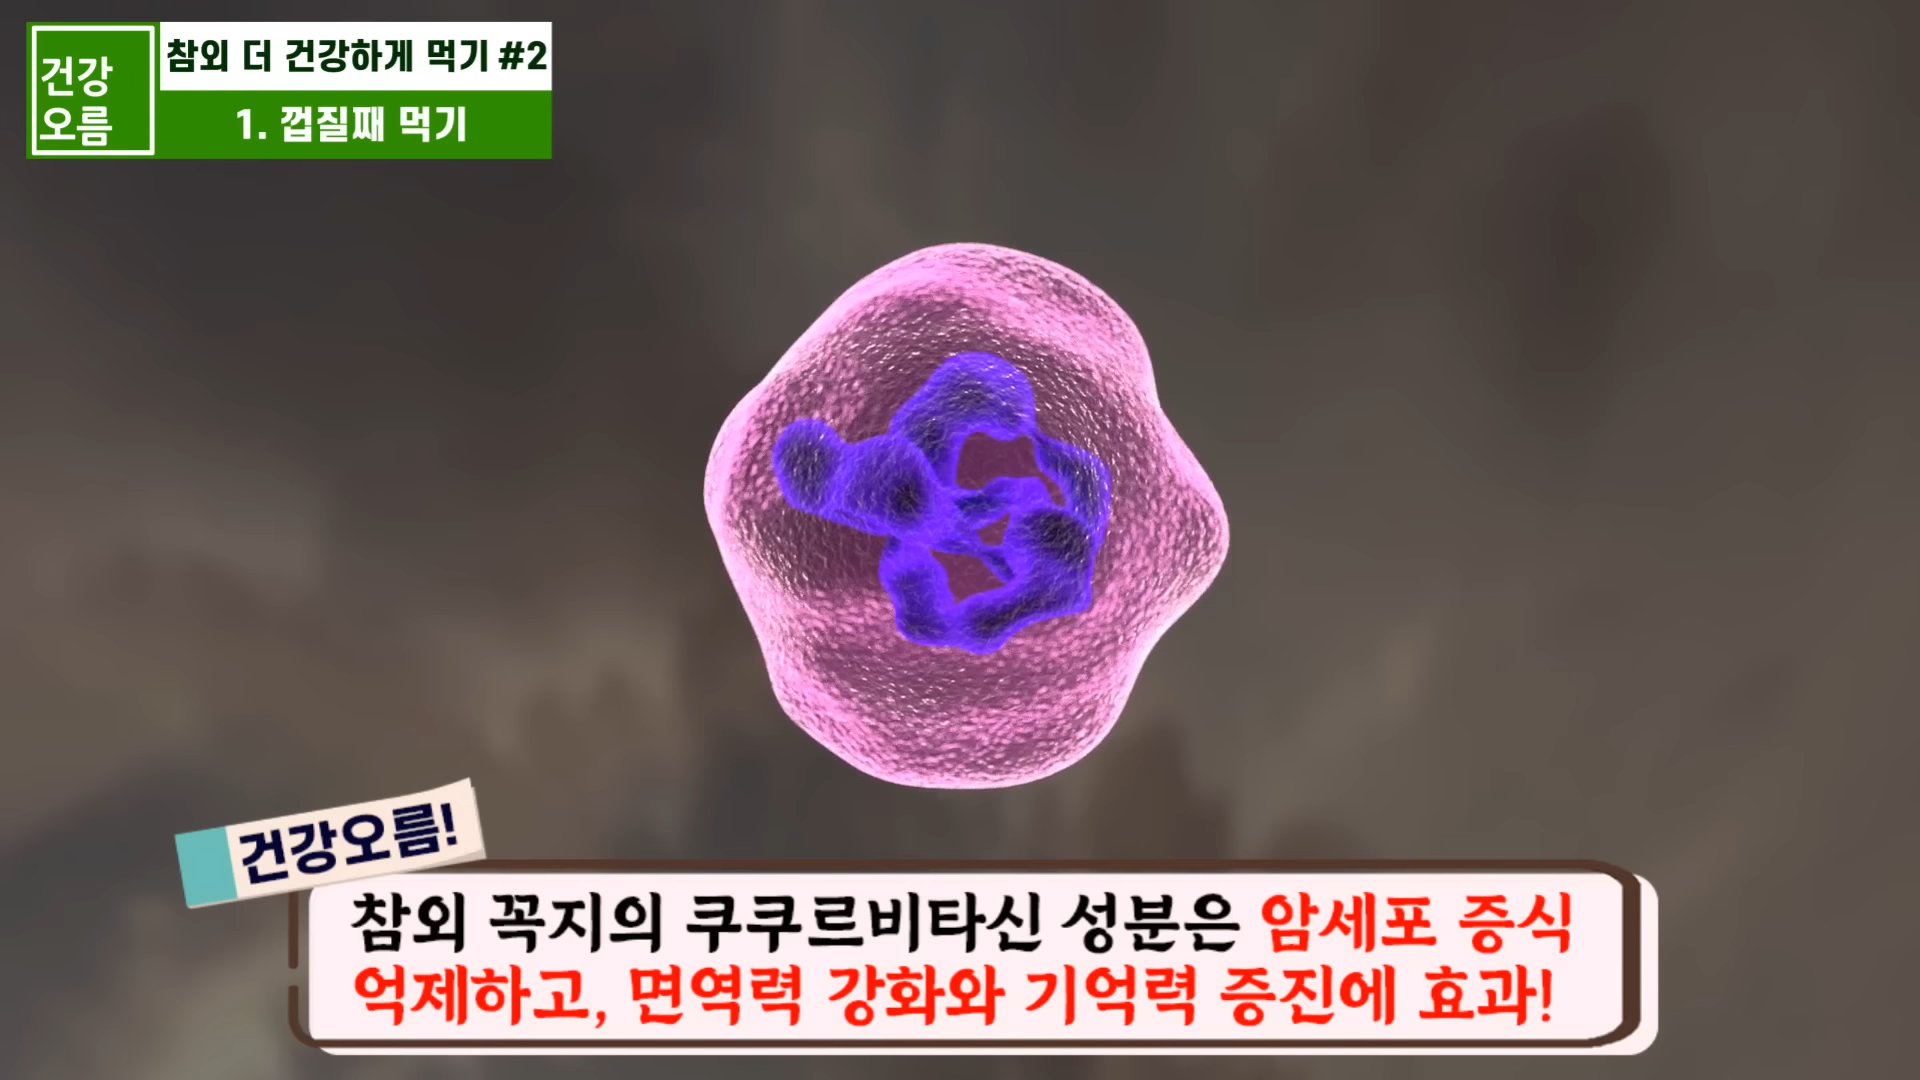 건강
오름
참외 더 건강하게 먹기 #2
1. 껍질째 먹기
건강오름!
참외 꼭지의 쿠쿠르비타신 성분은 암세포 증식
억제하고, 면역력 강화와 기억력 증진에 효과!